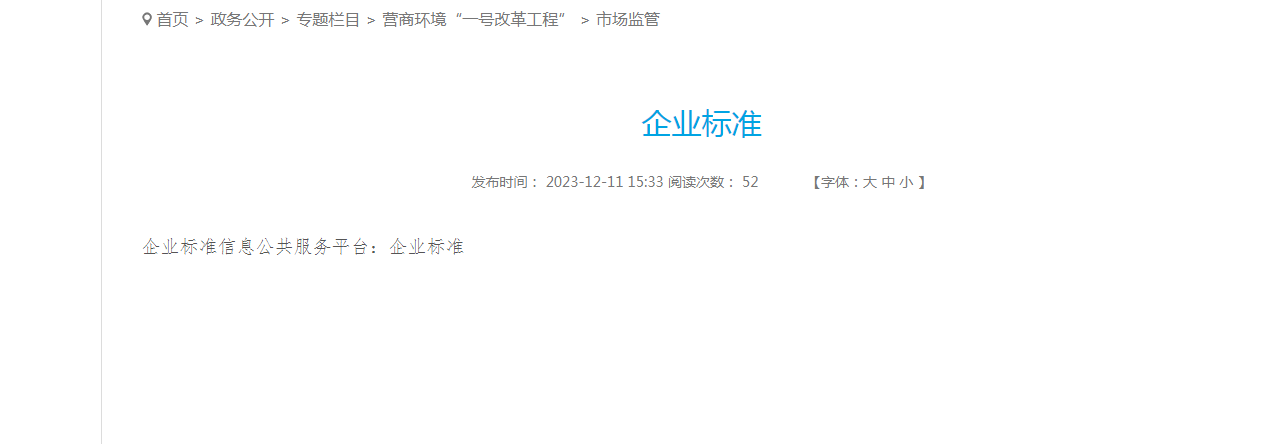 首页 > 政务公开 > 专题栏目 > 营商环境“一号改革工程” > 市场监管
企业标准
发布时间： 2023-12-11 15:33 阅读次数： 52 【字体：大 中 小 】
企业标准信息公共服务平台：企业标准